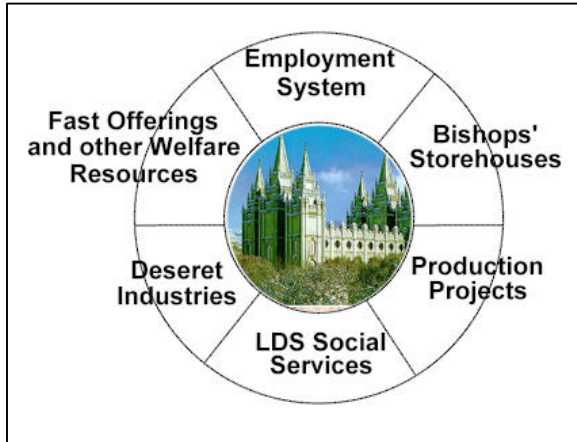 Employment
System
Bishops'
Storehouses
Production
Projects
LDS Social
Services
Deseret
Industries
Fast Offerings
and other Welfare
Resources